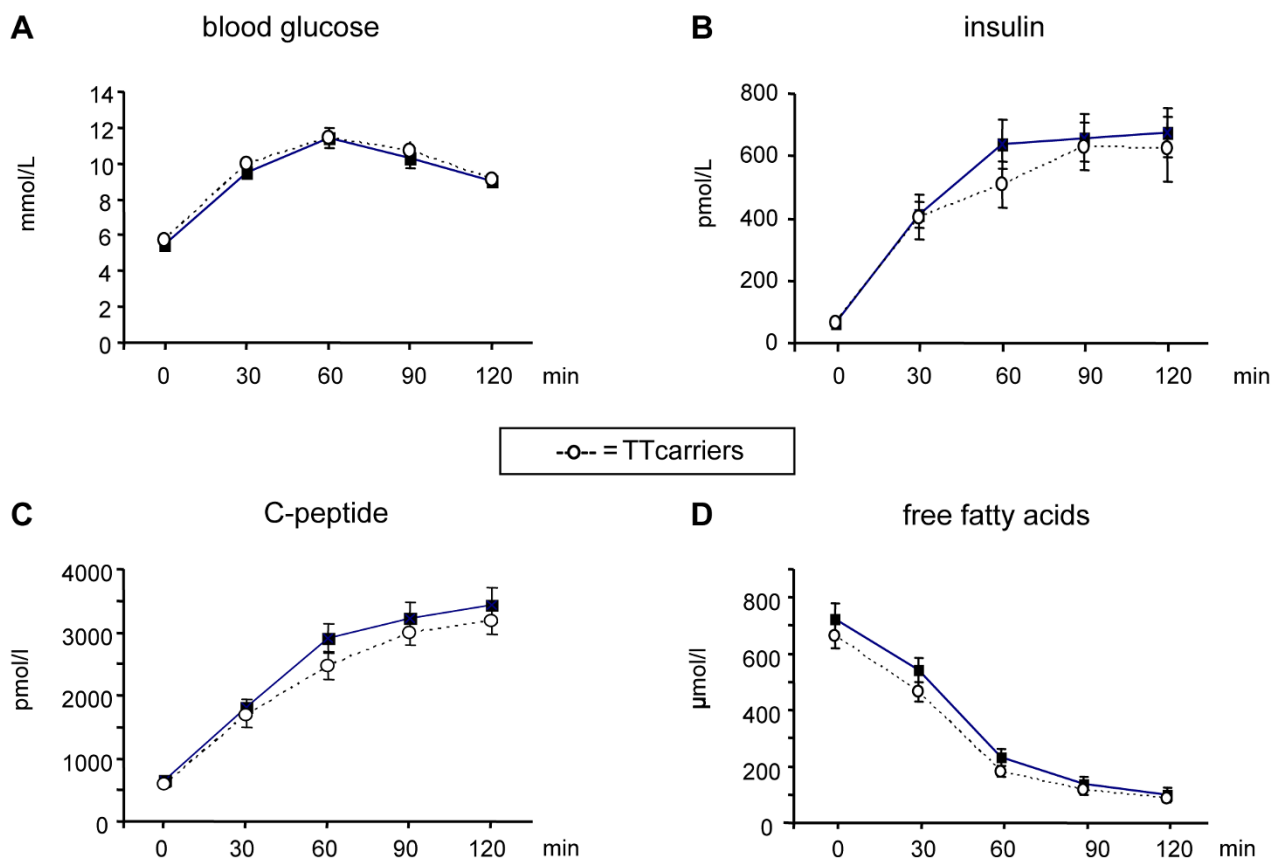 A blood glucose
14
12
10
8
6
4
2
0
mmol/L
0 30 60 90 120 min
B insulin
800
600
400
200
0
pmol/L
0 30 60 90 120 min
--o-- = TTcarriers
C C-peptide
4000
3000
2000
1000
0
pmol/l
0 30 60 90 120 min
D free fatty acids
800
600
400
200
0
µmol/l
0 30 60 90 120 min